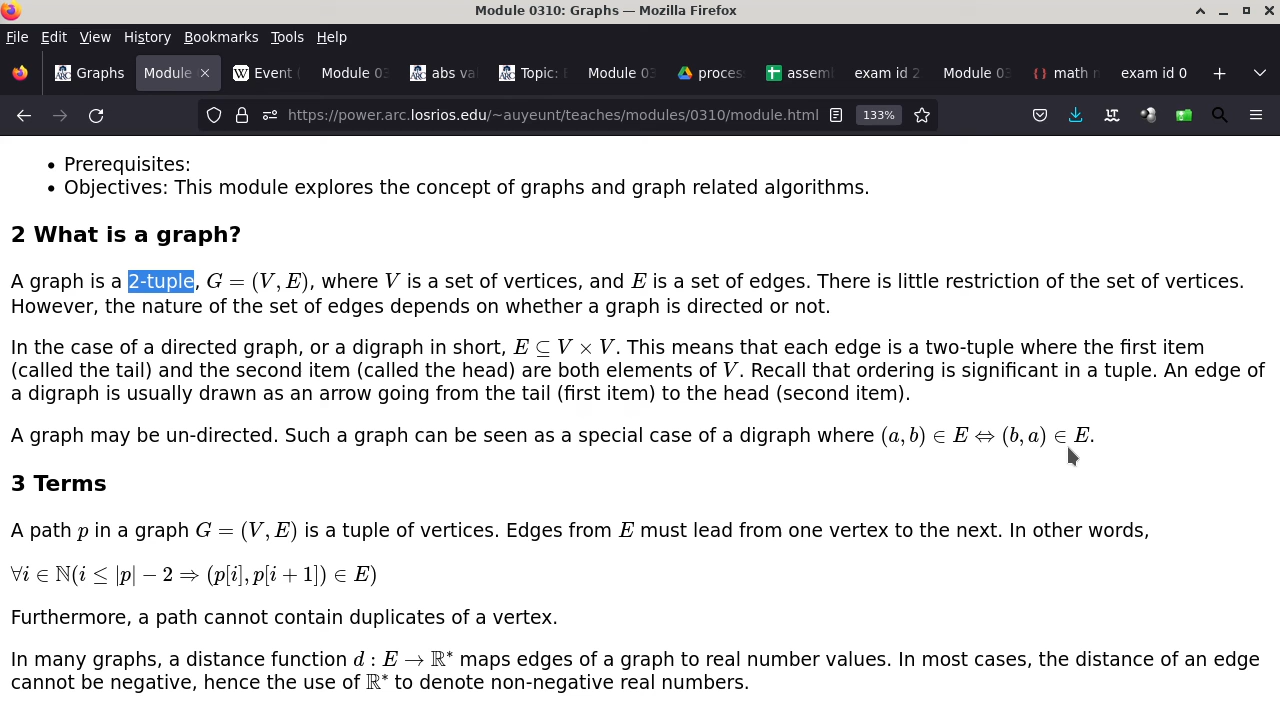 Module 0310: Graphs — Mozilla Firefox
File Edit View History Bookmarks Tools Help
Graphs Module Event ( Module 03 abs va Topic: Module 03 proces assem exam id 2 Module 03 math r exam id 0
https://power.arc.losrios.edu/~auyeunt/teaches/modules/0310/module.html 133%
• Prerequisites:
• Objectives: This module explores the concept of graphs and graph related algorithms.
2 What is a graph?
A graph is a 2-tuple, G = (V, E), where V is a set of vertices, and E is a set of edges. There is little restriction of the set of vertices.
However, the nature of the set of edges depends on whether a graph is directed or not.
In the case of a directed graph, or a digraph in short, E ⊆ V × V. This means that each edge is a two-tuple where the first item
(called the tail) and the second item (called the head) are both elements of V. Recall that ordering is significant in a tuple. An edge of
a digraph is usually drawn as an arrow going from the tail (first item) to the head (second item).
A graph may be un-directed. Such a graph can be seen as a special case of a digraph where (a, b) ∈ E ⇔ (b, a) ∈ E.
3 Terms
A path p in a graph G = (V, E) is a tuple of vertices. Edges from E must lead from one vertex to the next. In other words,
∀i ∈ ℕ(i ≤ |p| − 2 ⇒ (p[i], p[i + 1]) ∈ E)
Furthermore, a path cannot contain duplicates of a vertex.
In many graphs, a distance function d : E → ℝ* maps edges of a graph to real number values. In most cases, the distance of an edge
cannot be negative, hence the use of ℝ* to denote non-negative real numbers.